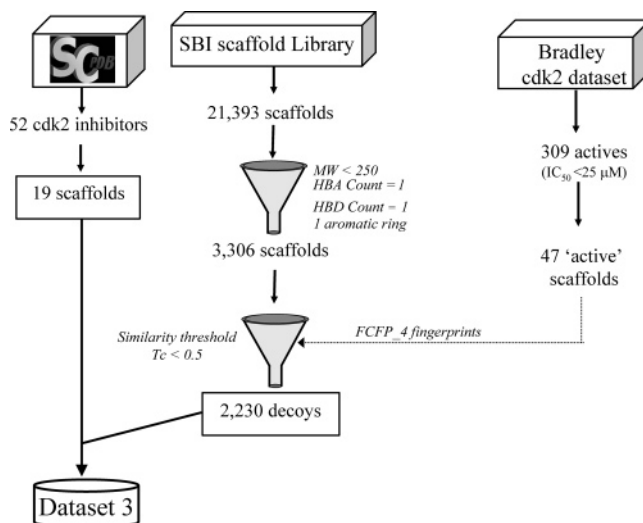 SC
PDB
52 cdk2 inhibitors
19 scaffolds
SBI scaffold Library
21,393 scaffolds
MW < 250
HBA Count = 1
HBD Count = 1
1 aromatic ring
3,306 scaffolds
Similarity threshold
Tc < 0.5
2,230 decoys
Bradley
cdk2 dataset
309 actives
(IC50 <25 μM)
47 'active'
scaffolds
FCFP_4 fingerprints
Dataset 3